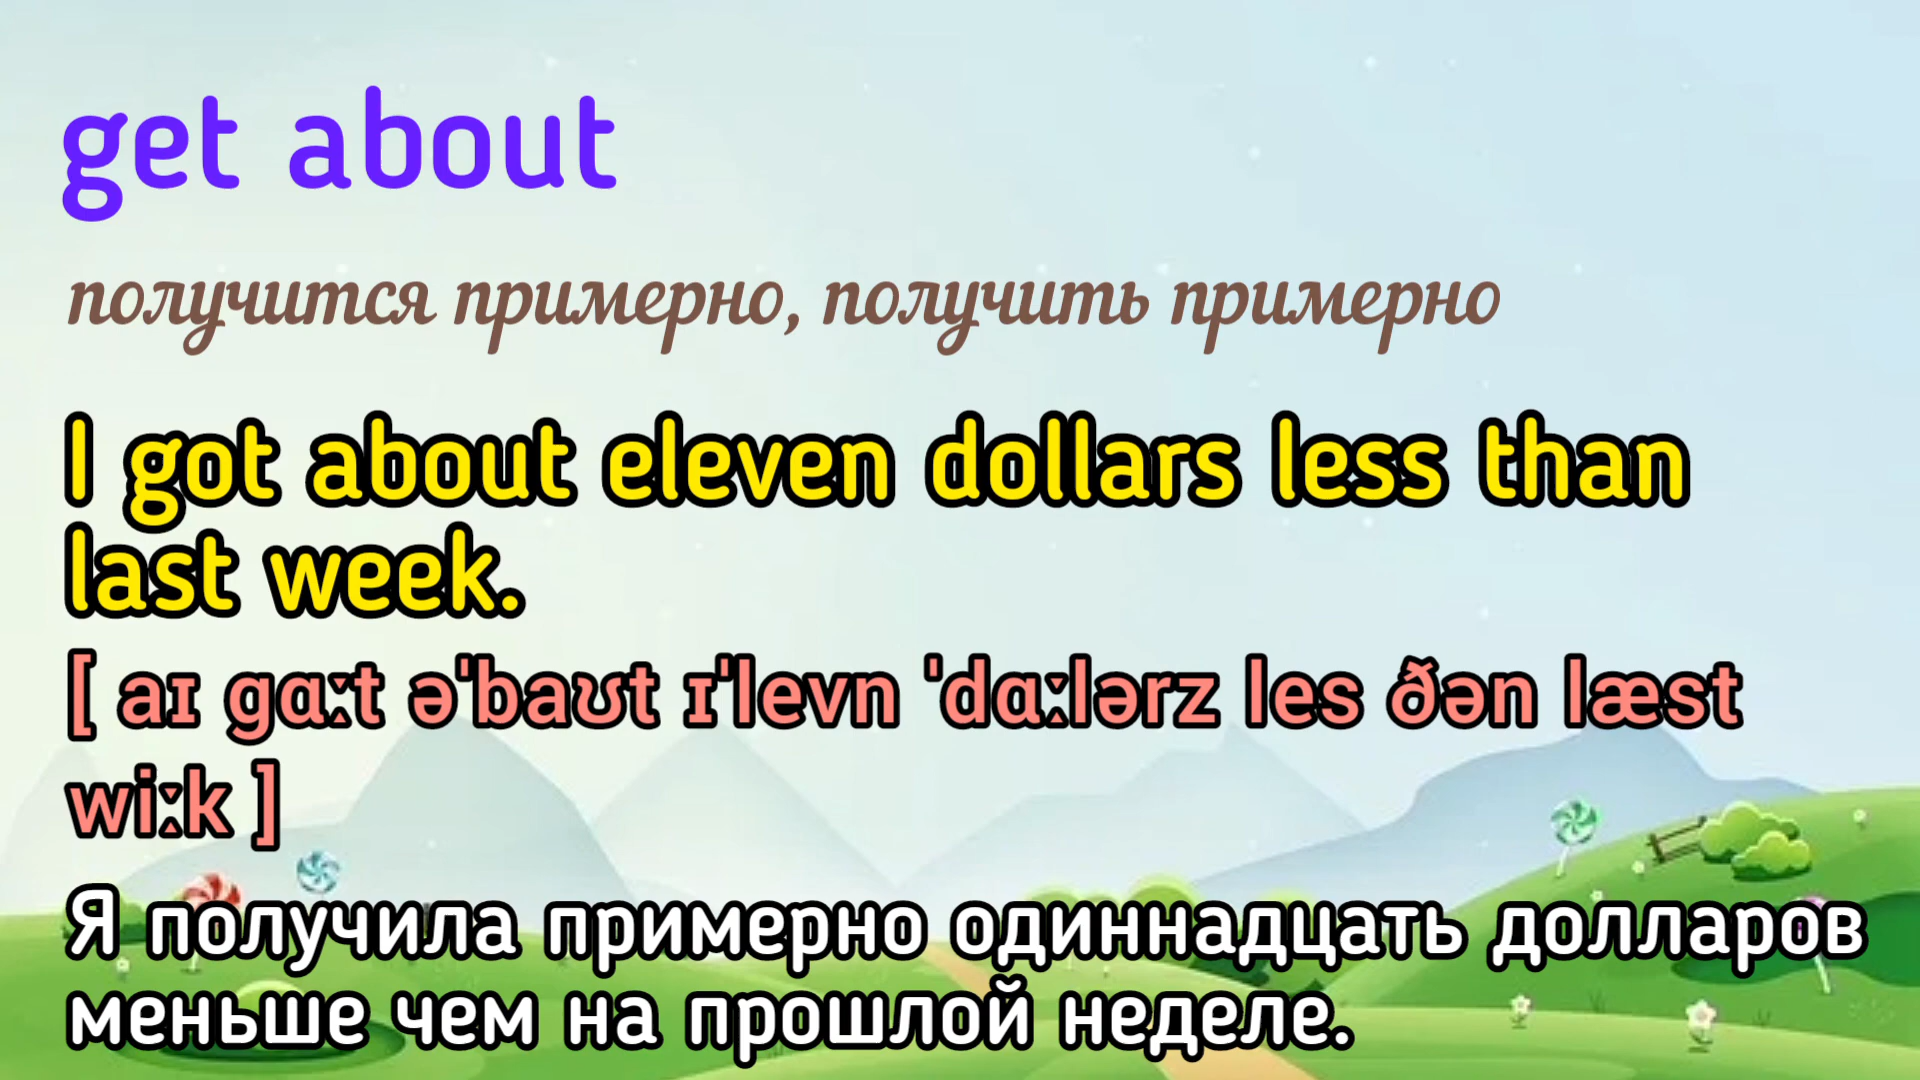 get about
получится примерно, получить примерно
I got about eleven dollars less than
last week.
[ aɪ ɡɑːt əˈbaʊt ɪˈlevn ˈdɑːlərz les ðən læst
wiːk ]
Я получила примерно одиннадцать долларов
меньше чем на прошлой неделе.